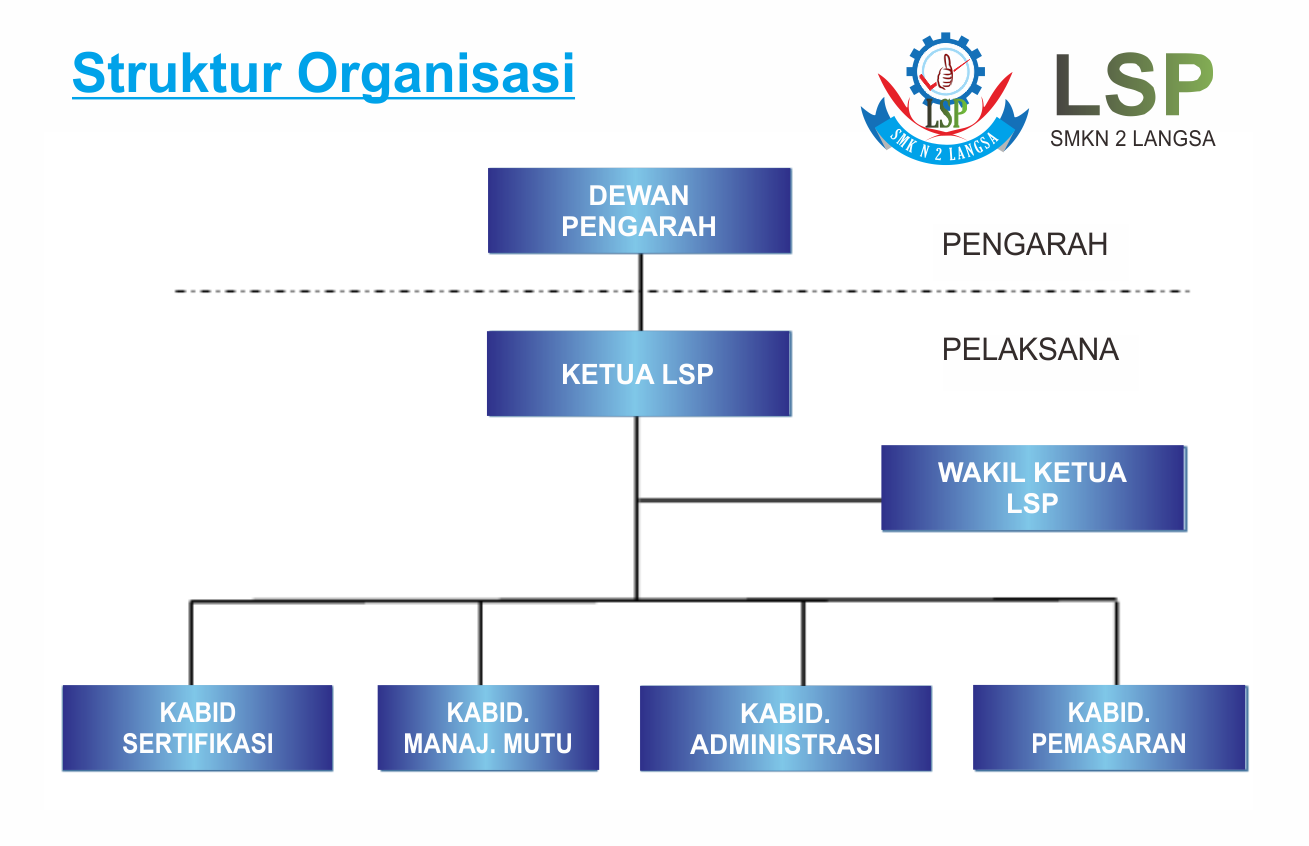 Struktur Organisasi
LSP
SMK N 2 LANGSA
LSP
SMKN 2 LANGSA
DEWAN
PENGARAH
PENGARAH
KETUA LSP
PELAKSANA
WAKIL KETUA
LSP
KABID
SERTIFIKASI
KABID.
MANAJ. MUTU
KABID.
ADMINISTRASI
KABID.
PEMASARAN